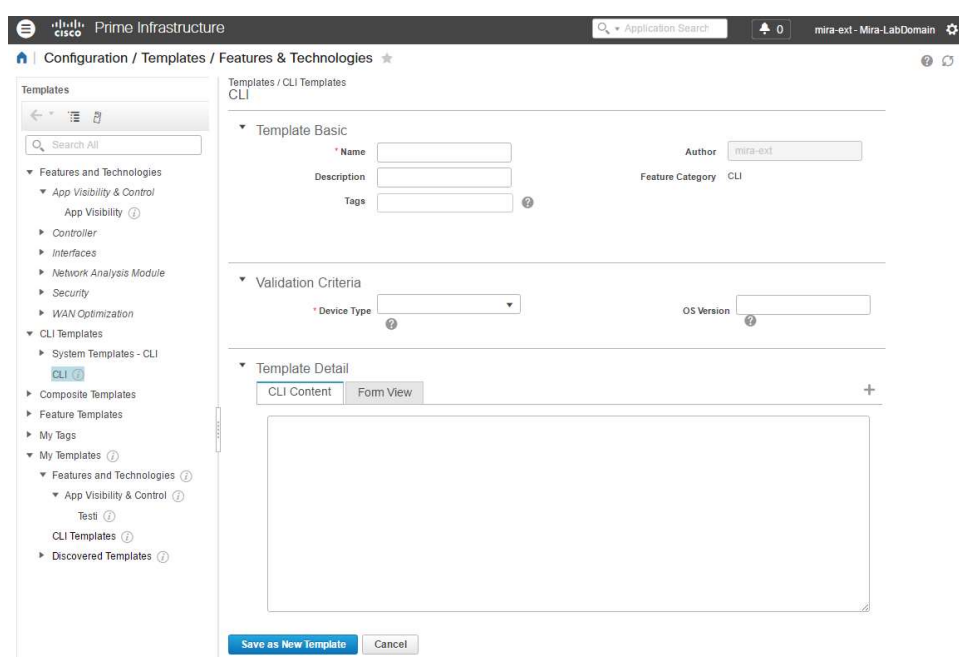 cisco Prime Infrastructure
Application Search
0
mira-ext - Mira-LabDomain
Configuration / Templates / Features & Technologies
Templates
Search All
Features and Technologies
App Visibility & Control
App Visibility
Controller
Interfaces
Network Analysis Module
Security
WAN Optimization
CLI Templates
System Templates - CLI
CLI
Composite Templates
Feature Templates
My Tags
My Templates
Features and Technologies
App Visibility & Control
Testi
CLI Templates
Discovered Templates
Templates / CLI Templates
CLI
Template Basic
* Name
Author mira-ext
Description
Feature Category CLI
Tags
Validation Criteria
* Device Type
OS Version
Template Detail
CLI Content Form View
Save as New Template Cancel